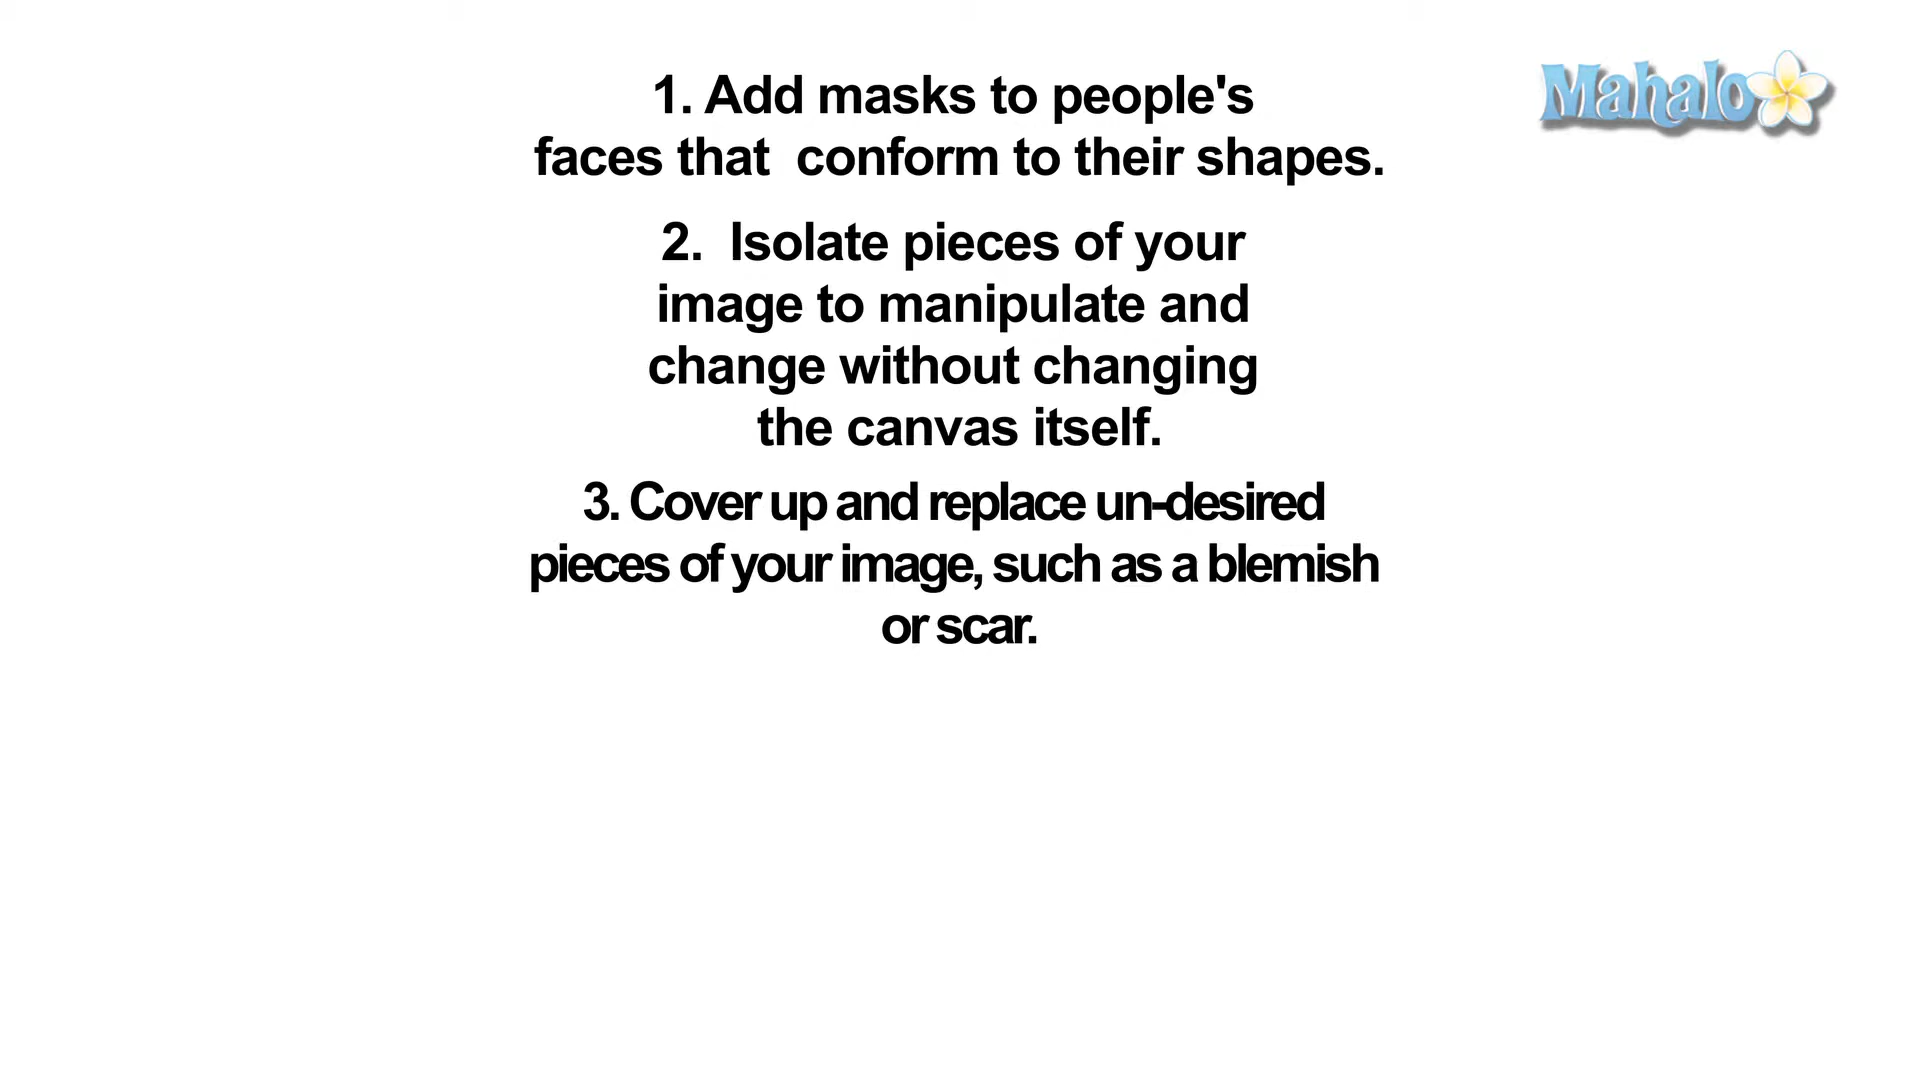 Mahalo
1. Add masks to people's
faces that  conform to their shapes.
2.  Isolate pieces of your
image to manipulate and
change without changing
the canvas itself.
3. Cover up and replace un-desired
pieces of your image, such as a blemish
or scar.